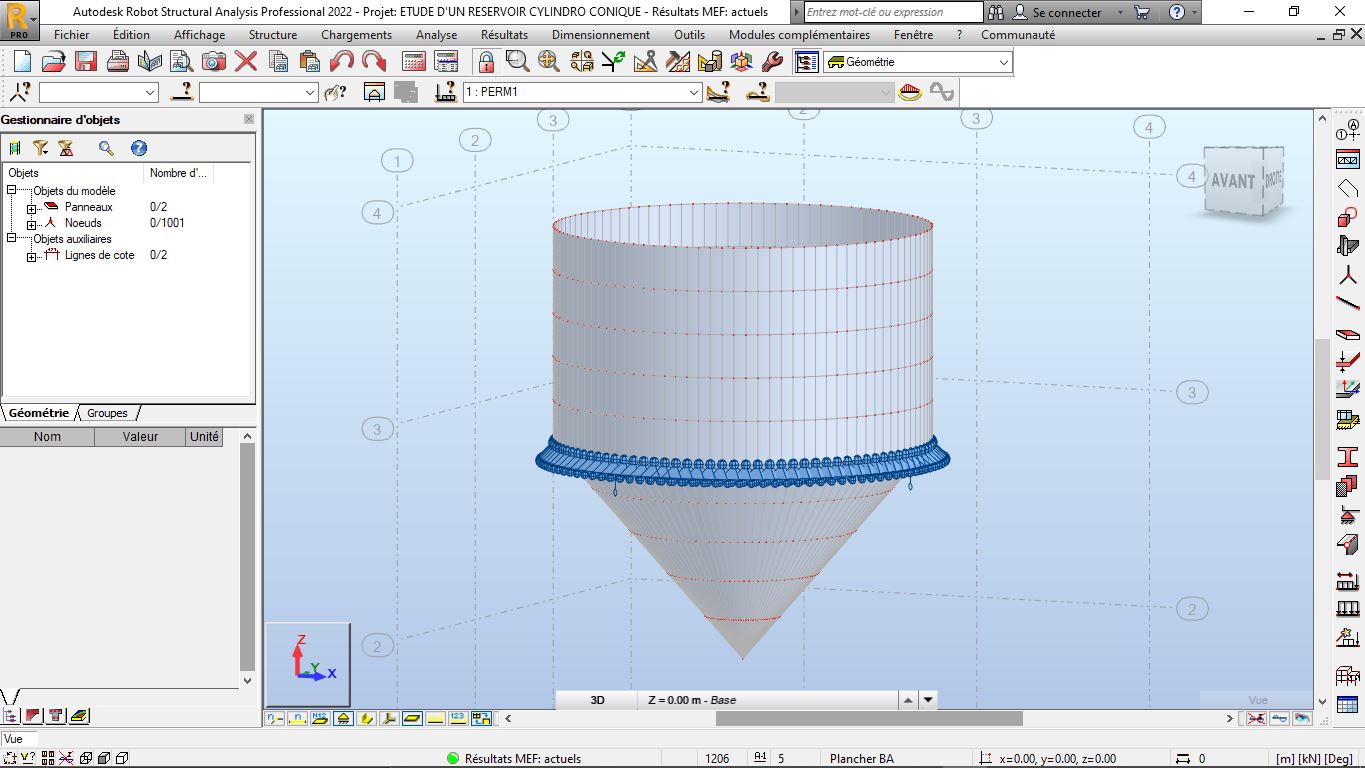 Autodesk Robot Structural Analysis Professional 2022 - Projet: ETUDE D'UN RESERVOIR CYLINDRO CONIQUE - Résultats MEF: actuels
Entrez mot-clé ou expression
Se connecter
PRO
Fichier Édition Affichage Structure Chargements Analyse Résultats Dimensionnement Outils Modules complémentaires Fenêtre ? Communauté
Géométrie
1 : PERM1
Gestionnaire d'objets
Objets Nombre d'...
Objets du modèle
Panneaux 0/2
Noeuds 0/1001
Objets auxiliaires
Lignes de cote 0/2
Géométrie Groupes
Nom Valeur Unité
1 2 3 2 3 4
4 4
3 3
2 2
AVANT DROITE
Z
Y
X
3D Z = 0.00 m - Base
Vue
Vue
Résultats MEF: actuels 1206 5 Plancher BA x=0.00, y=0.00, z=0.00 0 [m] [kN] [Deg]